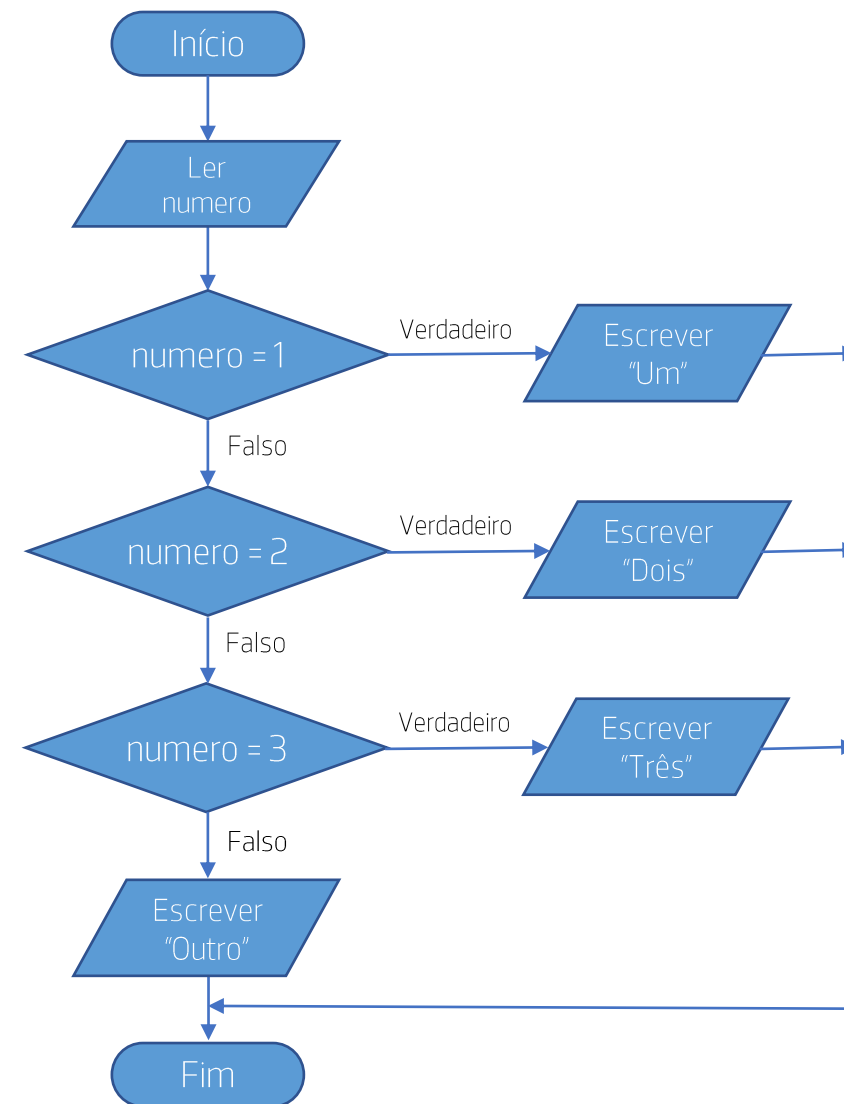 Início
Ler
numero
numero = 1
Verdadeiro
Escrever
"Um"
Falso
numero = 2
Verdadeiro
Escrever
"Dois"
Falso
numero = 3
Verdadeiro
Escrever
"Três"
Falso
Escrever
"Outro"
Fim